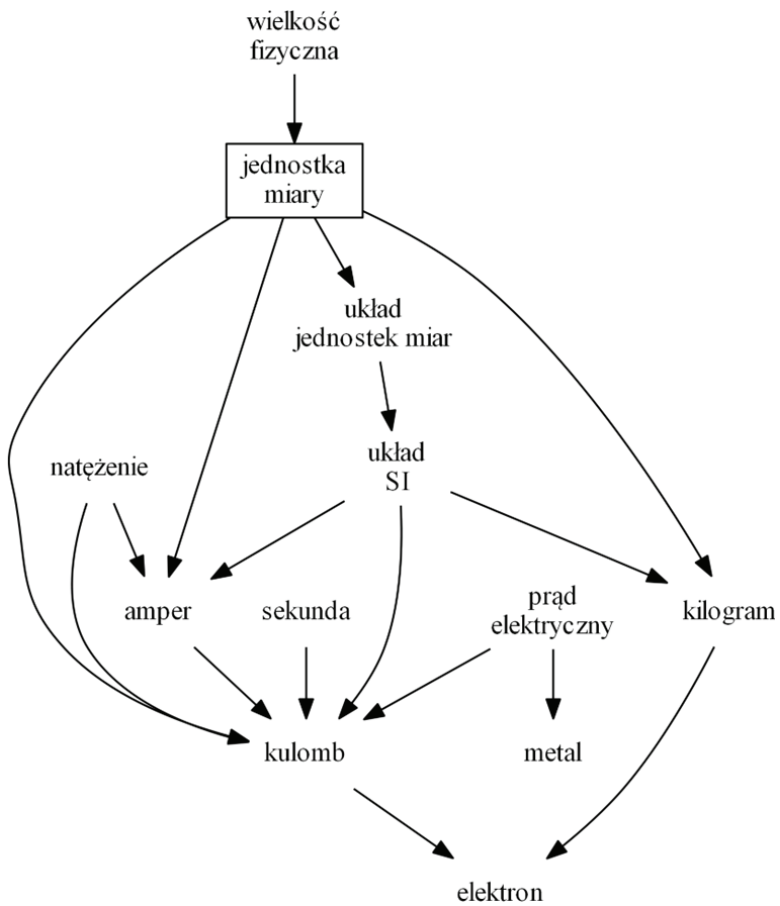 wielkość
fizyczna
jednostka
miary
układ
jednostek miar
natężenie
układ
SI
amper
sekunda
prąd
elektryczny
kilogram
kulomb
metal
elektron